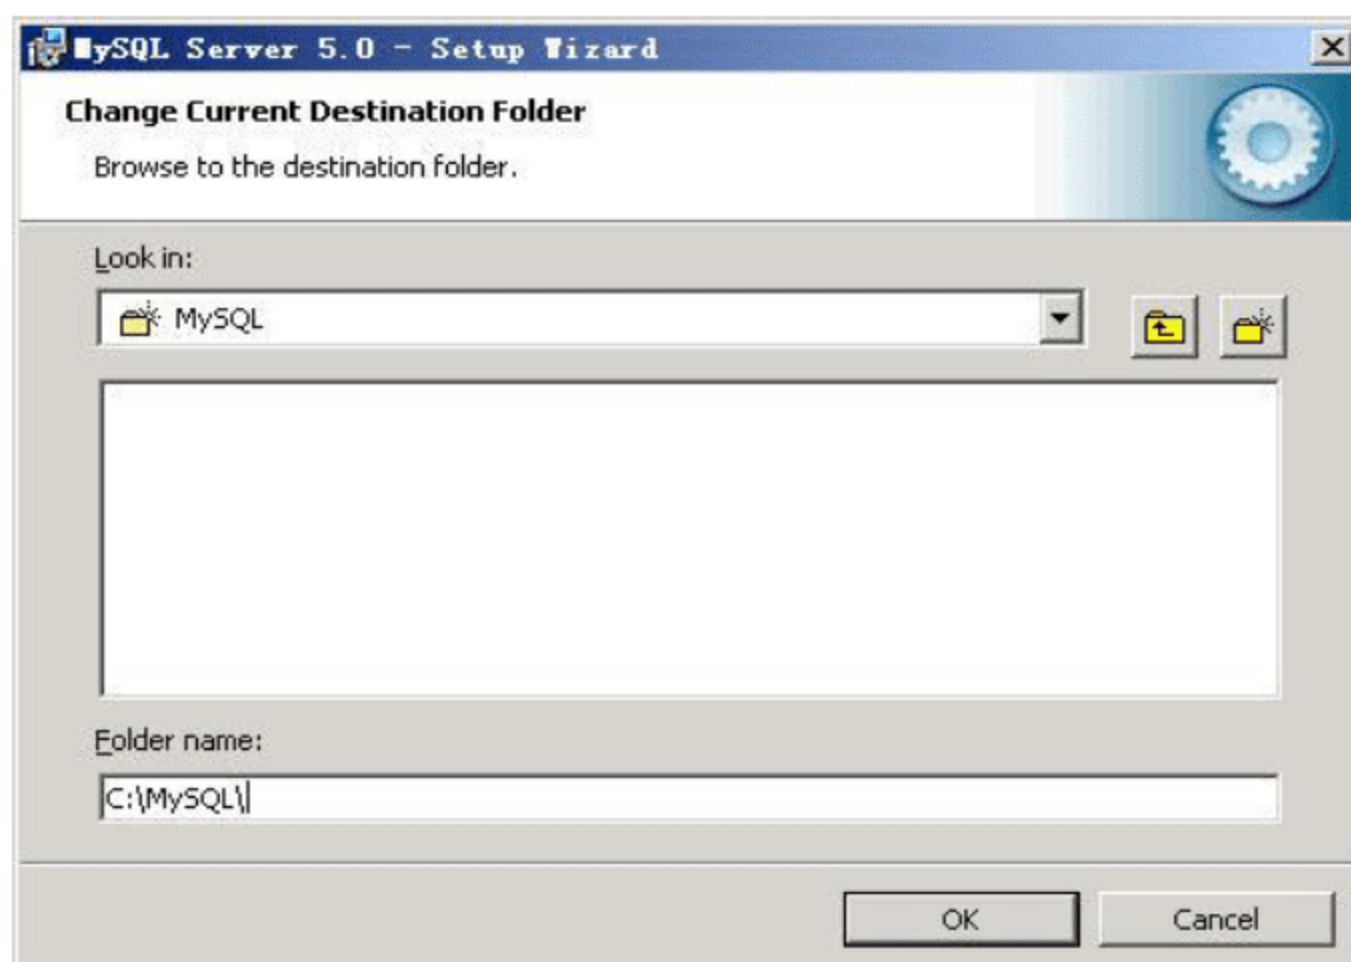 MySQL Server 5.0 - Setup Wizard
Change Current Destination Folder
Browse to the destination folder.
Look in:
MySQL
Folder name:
C:\MySQL\
OK
Cancel